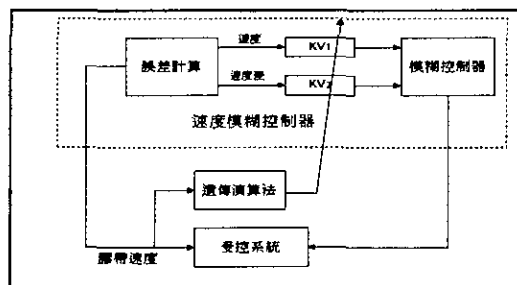 速度
KV1
誤差計算
模糊控制器
速度差
KV2
速度模糊控制器
遺傳演算法
受控系統
膠帶速度